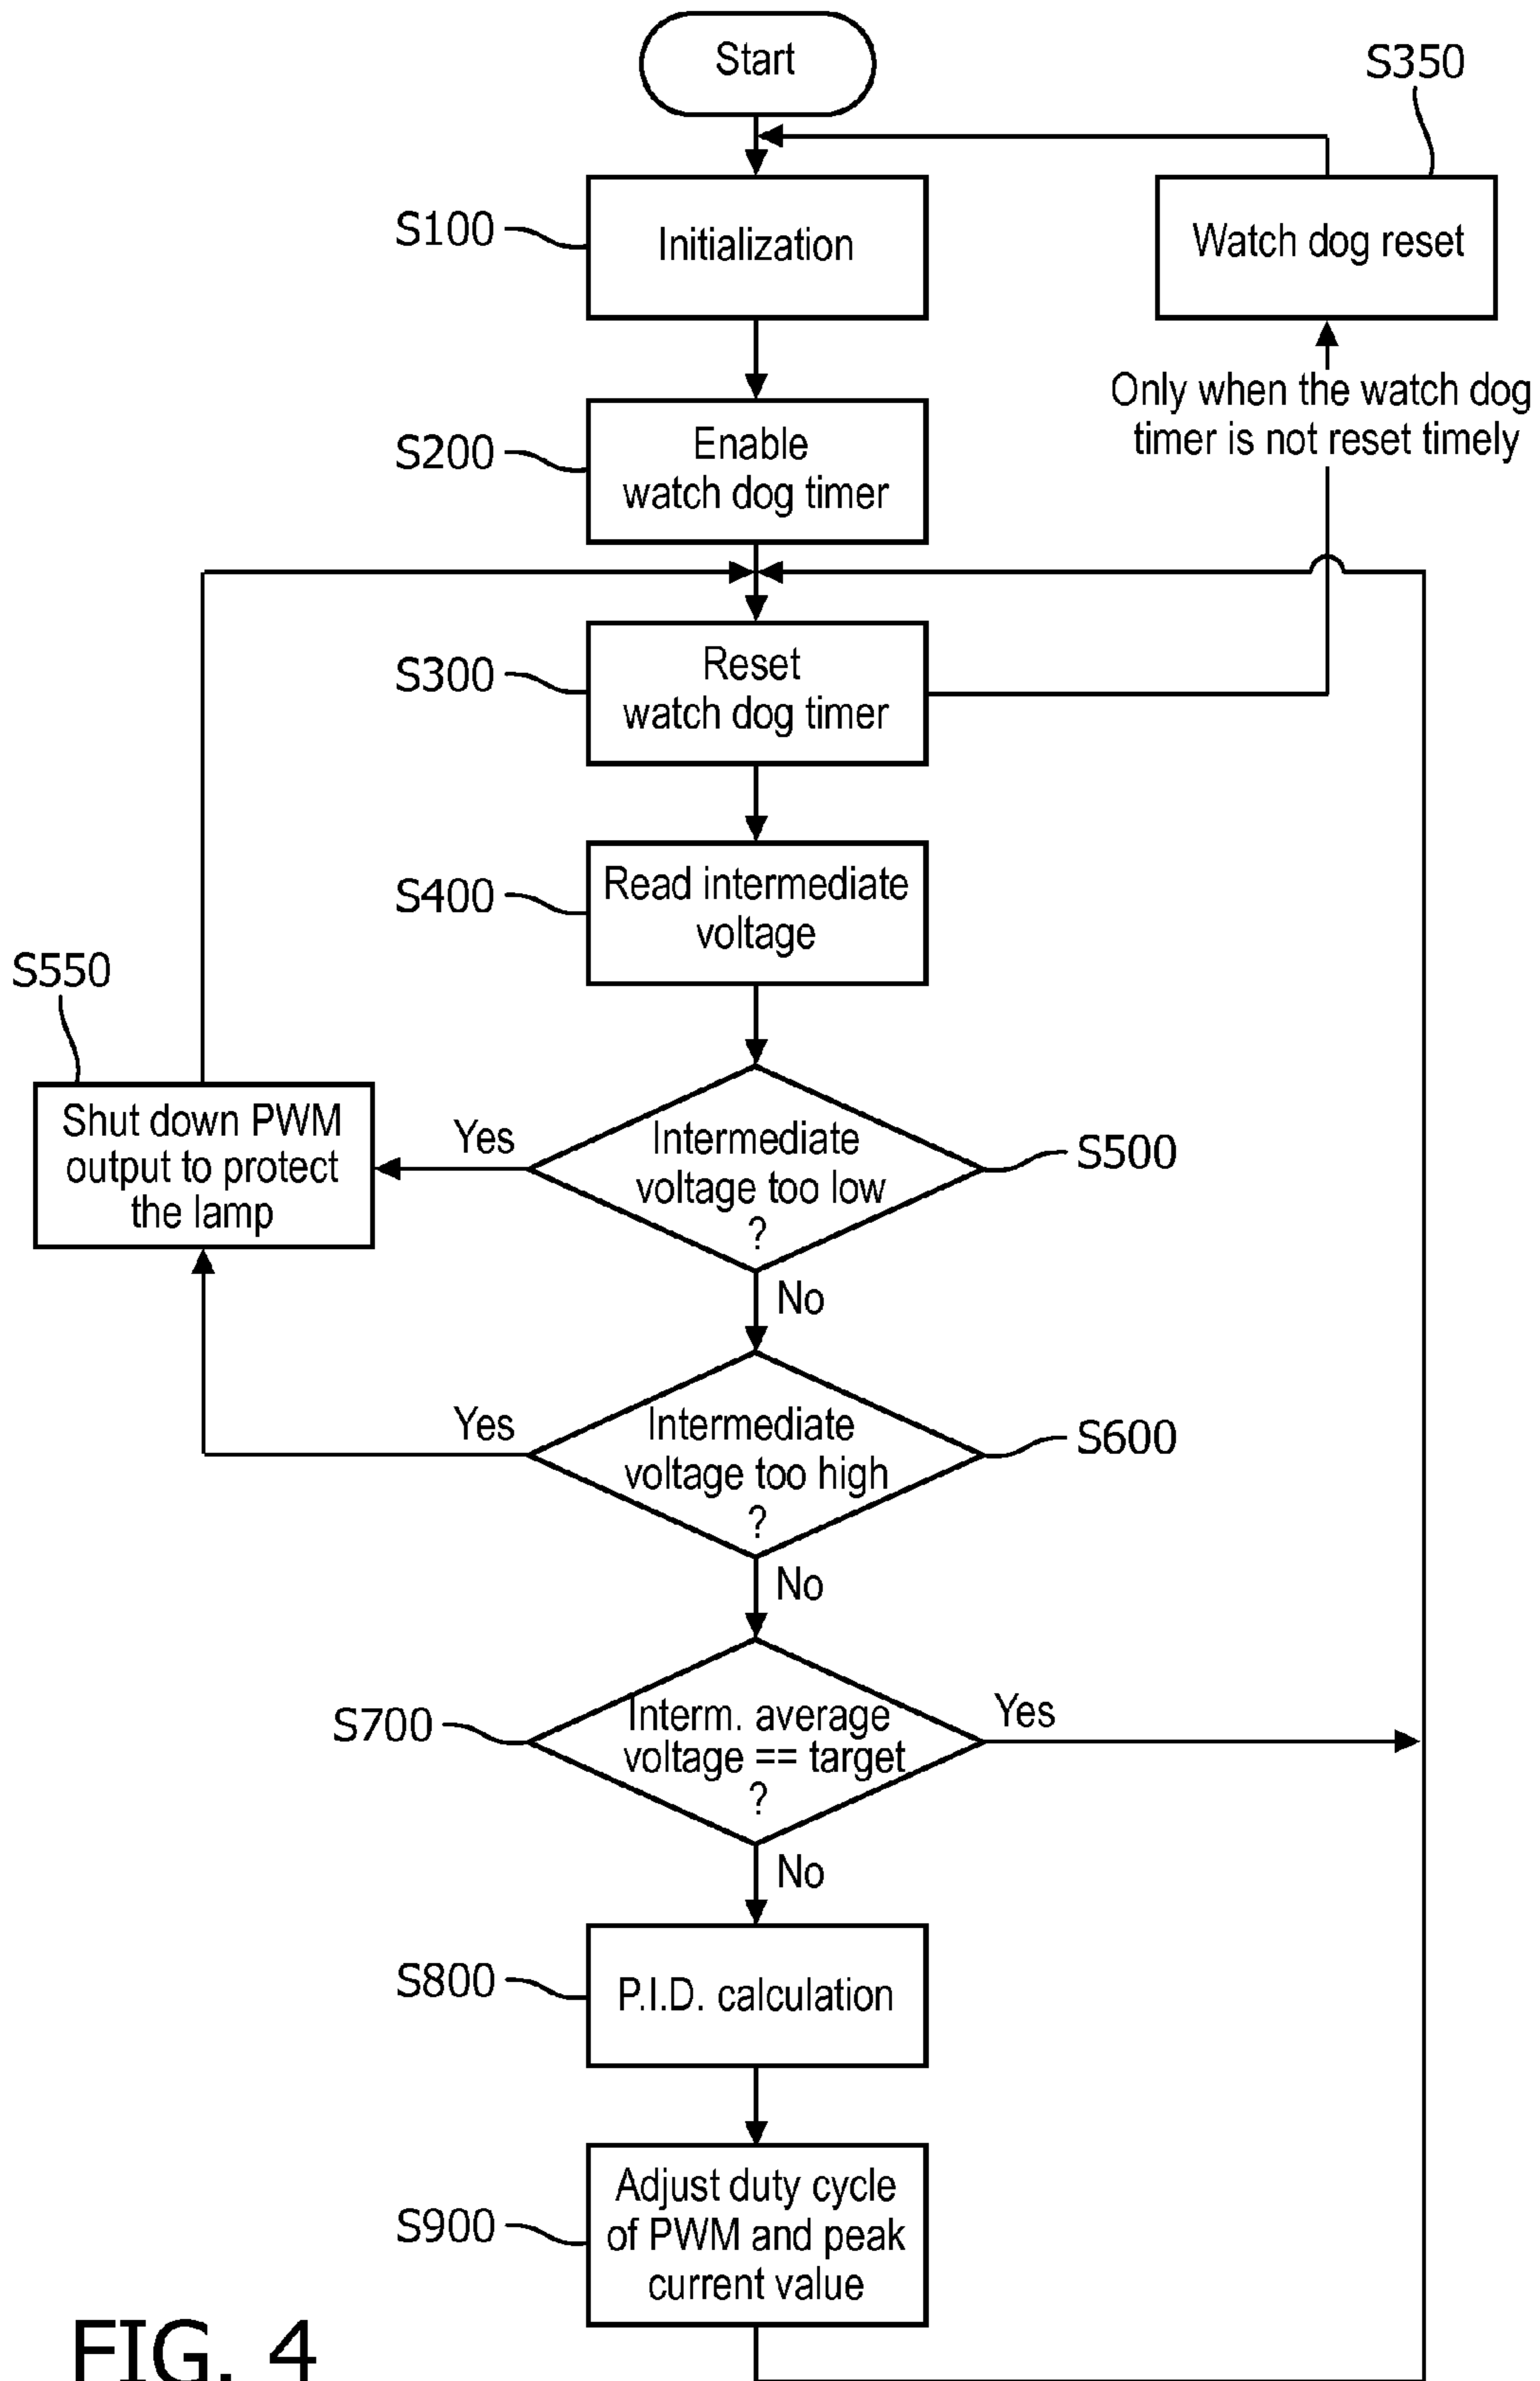 Start
S350
S100
Initialization
Watch dog reset
Only when the watch dog
timer is not reset timely
S200
Enable
watch dog timer
S300
Reset
watch dog timer
S400
Read intermediate
voltage
S550
Shut down PWM
output to protect
the lamp
Yes
Intermediate
voltage too low
?
S500
No
Yes
Intermediate
voltage too high
?
S600
No
S700
Interm. average
voltage == target
?
Yes
No
S800
P.I.D. calculation
S900
Adjust duty cycle
of PWM and peak
current value
FIG. 4